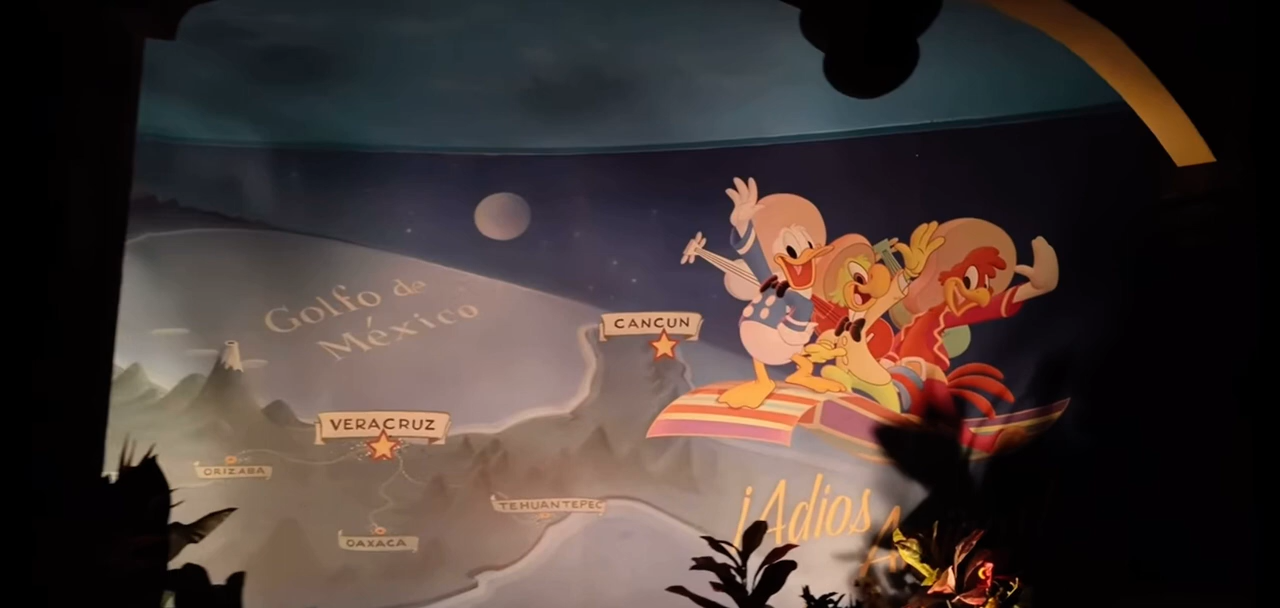 Golfo de
México
CANCUN
VERACRUZ
ORIZABA
TEHUANTEPEC
OAXACA
¡Adios